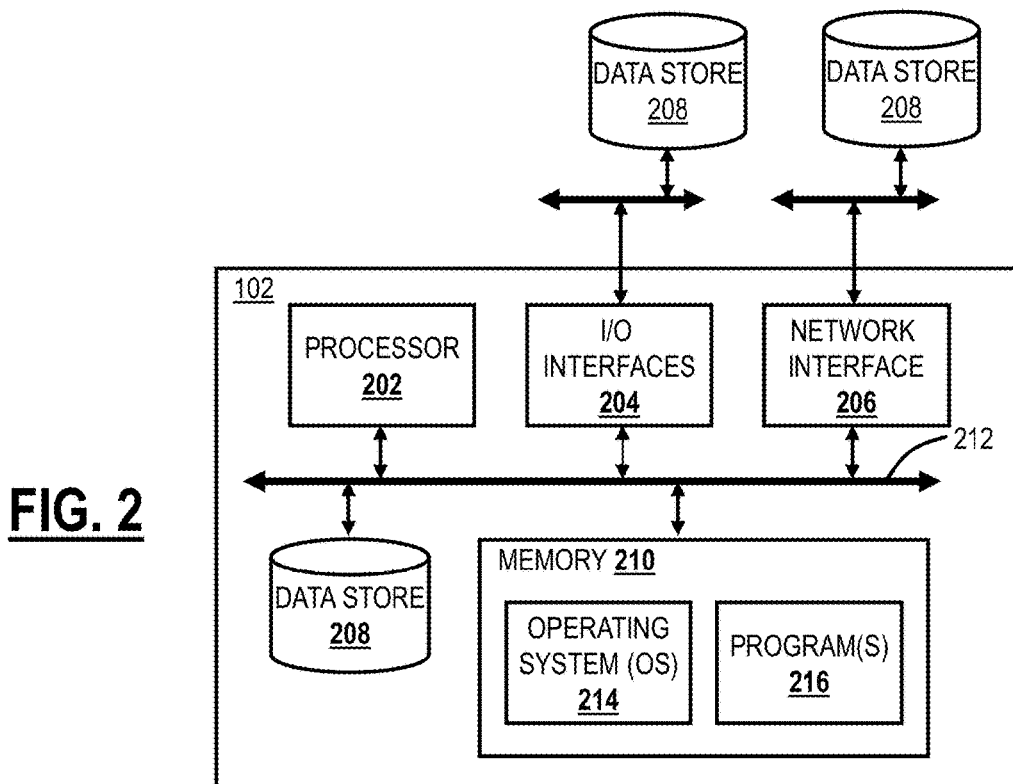 DATA STORE
208
DATA STORE
208
102
PROCESSOR
202
I/O
INTERFACES
204
NETWORK
INTERFACE
206
212
FIG. 2
DATA STORE
208
MEMORY 210
OPERATING
SYSTEM (OS)
214
PROGRAM(S)
216